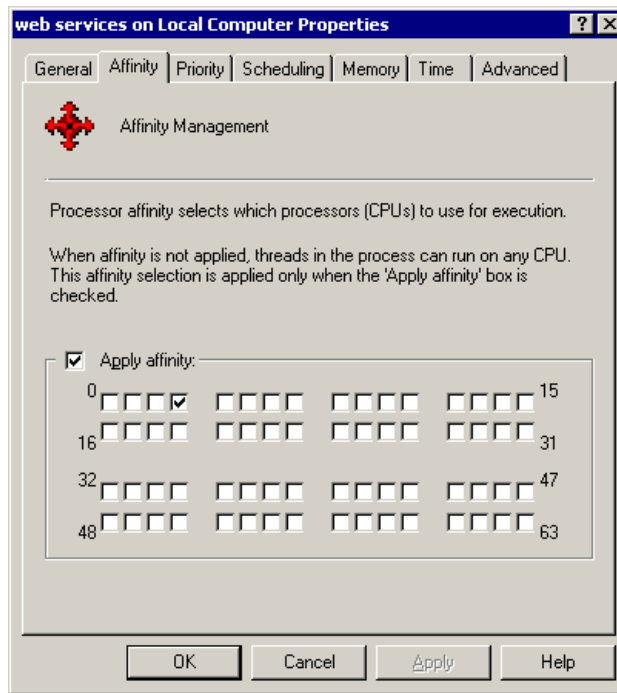 web services on Local Computer Properties
General Affinity Priority Scheduling Memory Time Advanced
Affinity Management
Processor affinity selects which processors (CPUs) to use for execution.
When affinity is not applied, threads in the process can run on any CPU.
This affinity selection is applied only when the 'Apply affinity' box is
checked.
Apply affinity:
0 15
16 31
32 47
48 63
OK Cancel Apply Help